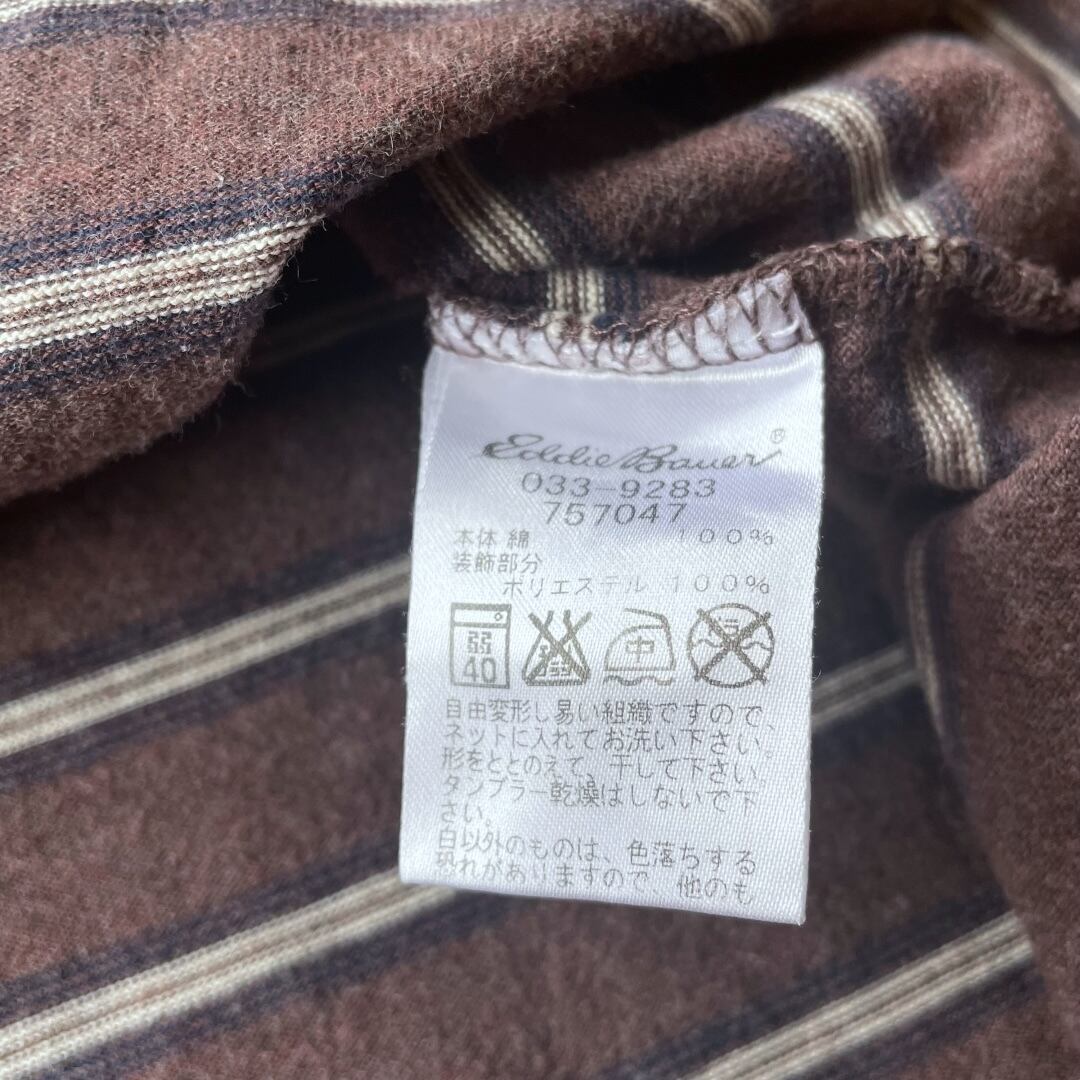 Eddie Bauer®
033-9283
757047
本体 綿 100%
装飾部分
ポリエステル 100%
弱 40 中
自由変形し易い組織ですので、
ネットに入れてお洗い下さい。
形をととのえて、干して下さい。
タンブラー乾燥はしないで下
さい。
白以外のものは、色落ちする
恐れがありますので、他のも